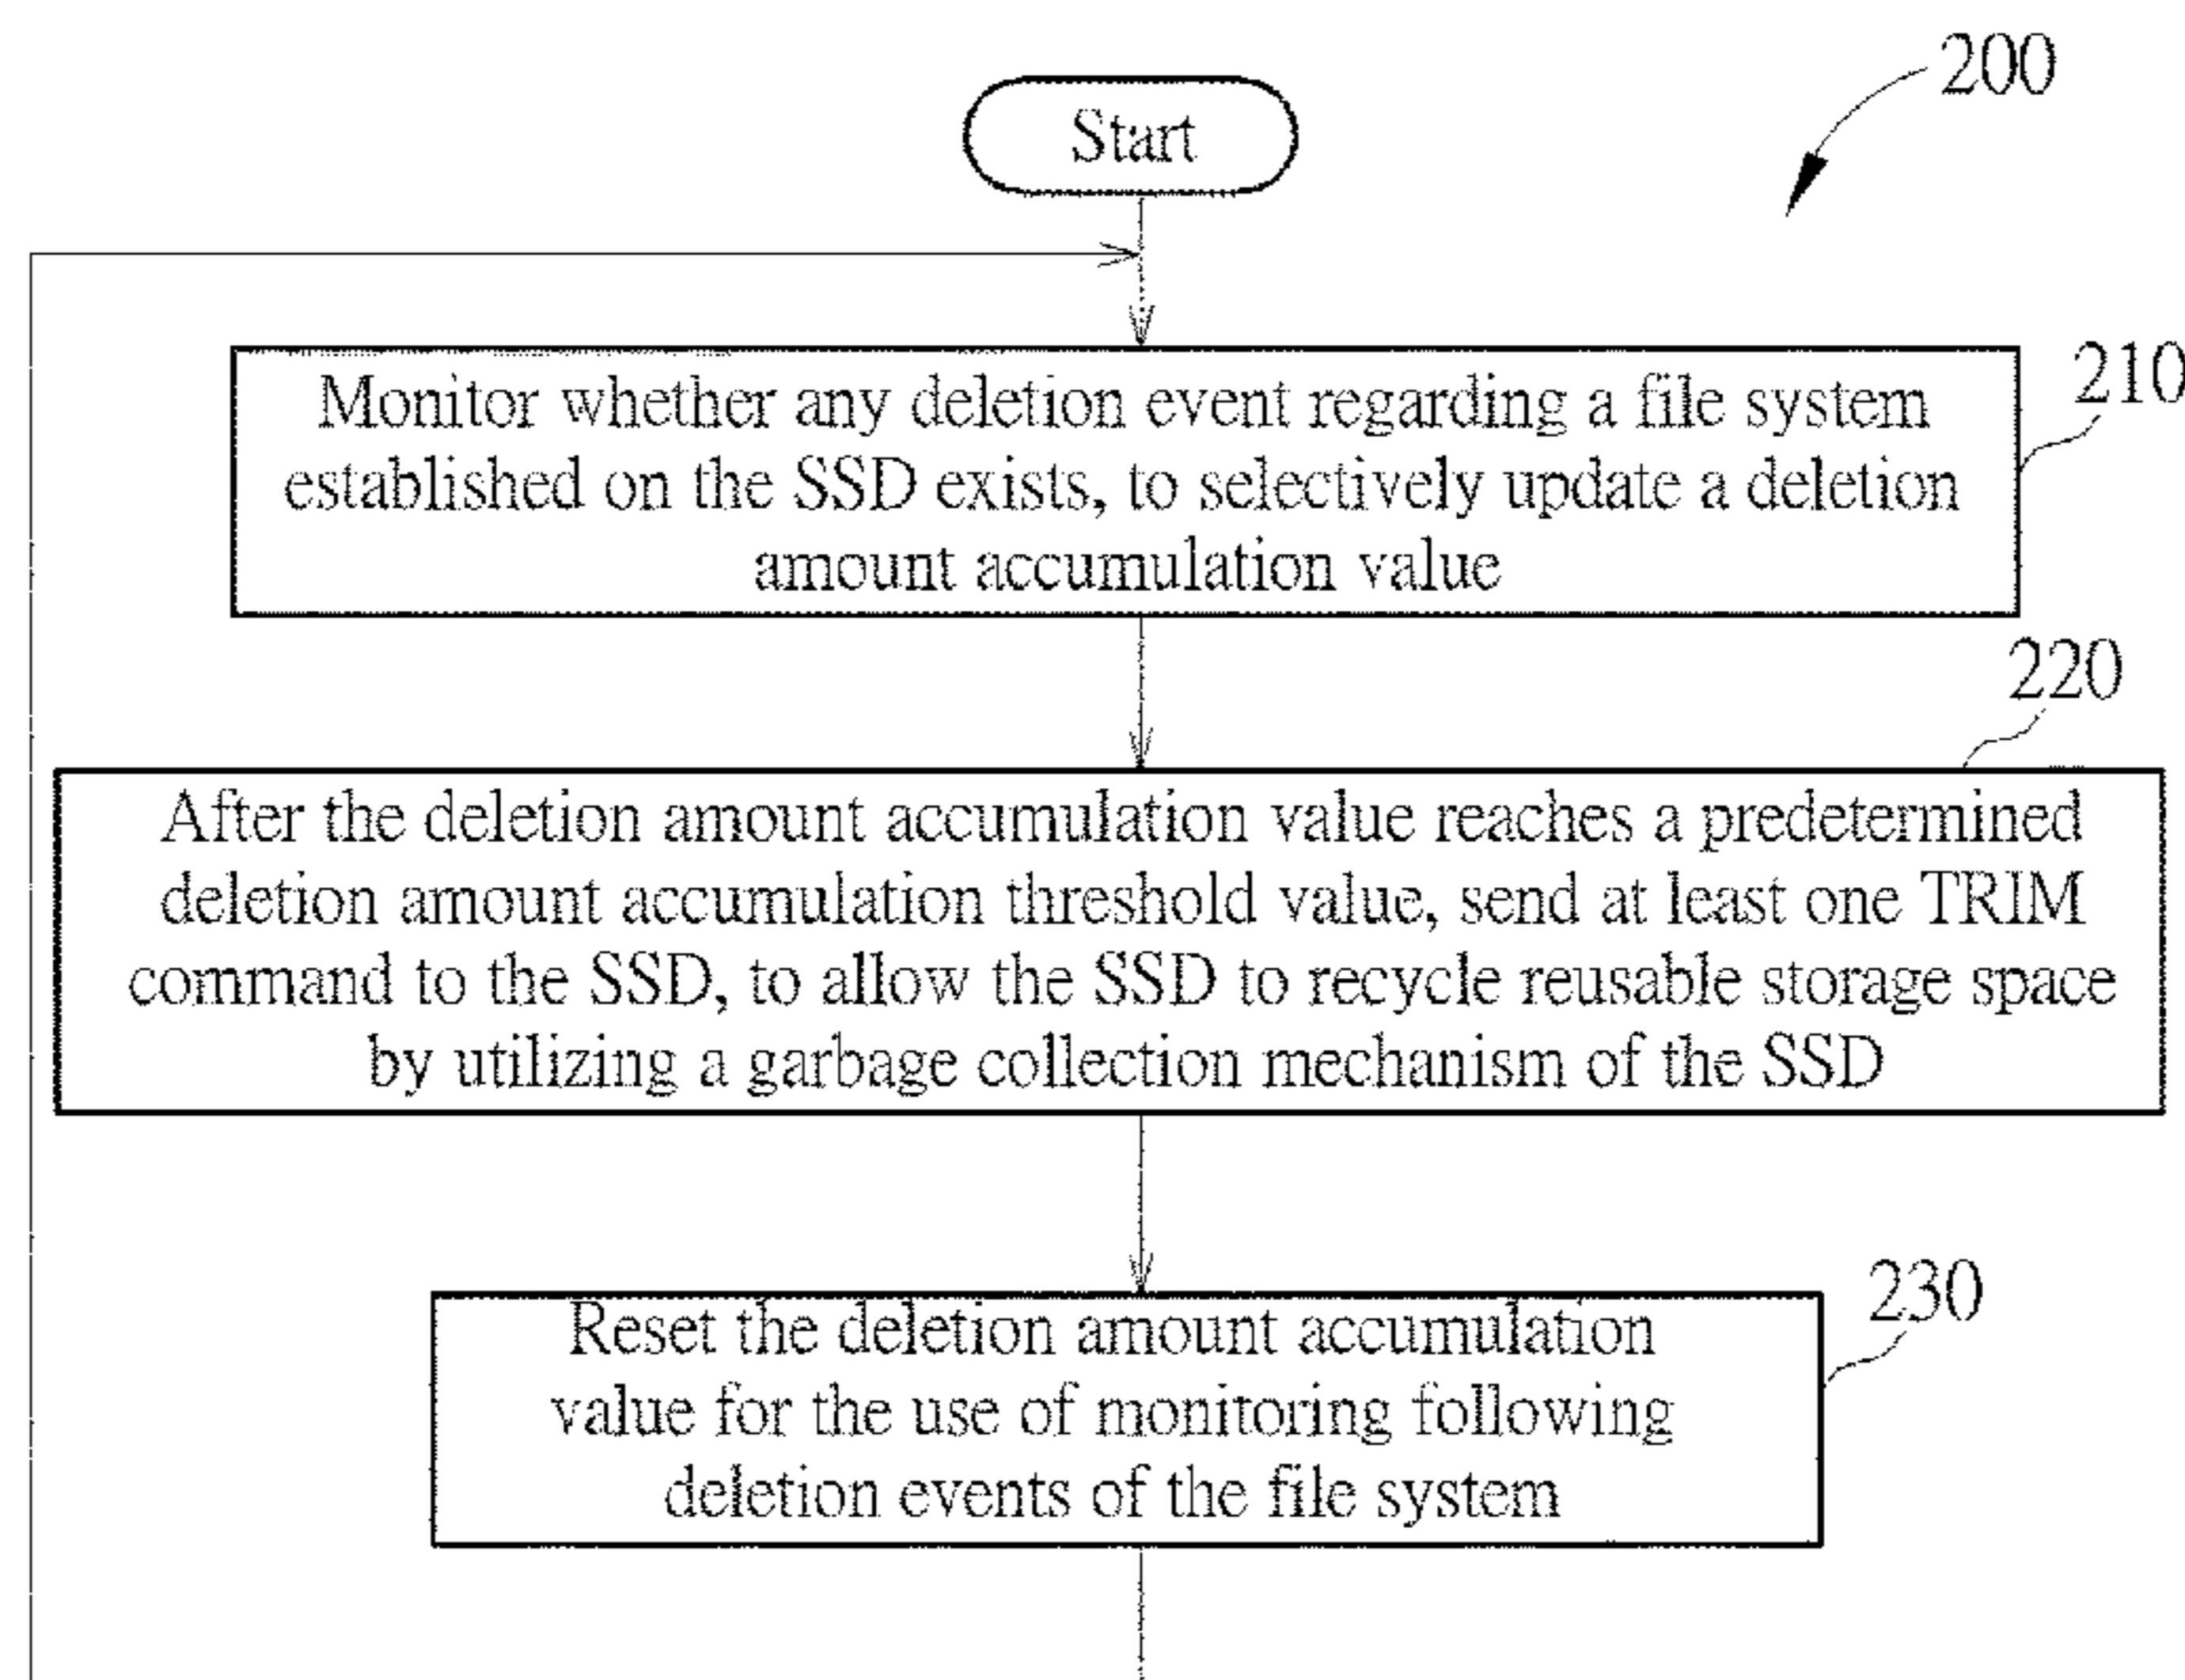 200
Start
210
Monitor whether any deletion event regarding a file system
established on the SSD exists, to selectively update a deletion
amount accumulation value
220
After the deletion amount accumulation value reaches a predetermined
deletion amount accumulation threshold value, send at least one TRIM
command to the SSD, to allow the SSD to recycle reusable storage space
by utilizing a garbage collection mechanism of the SSD
230
Reset the deletion amount accumulation
value for the use of monitoring following
deletion events of the file system